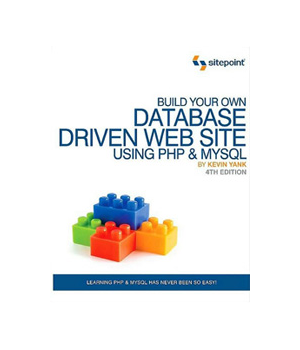 sitepoint
BUILD YOUR OWN
DATABASE
DRIVEN WEB SITE
USING PHP & MYSQL
BY KEVIN YANK
4TH EDITION
LEARNING PHP & MYSQL HAS NEVER BEEN SO EASY!